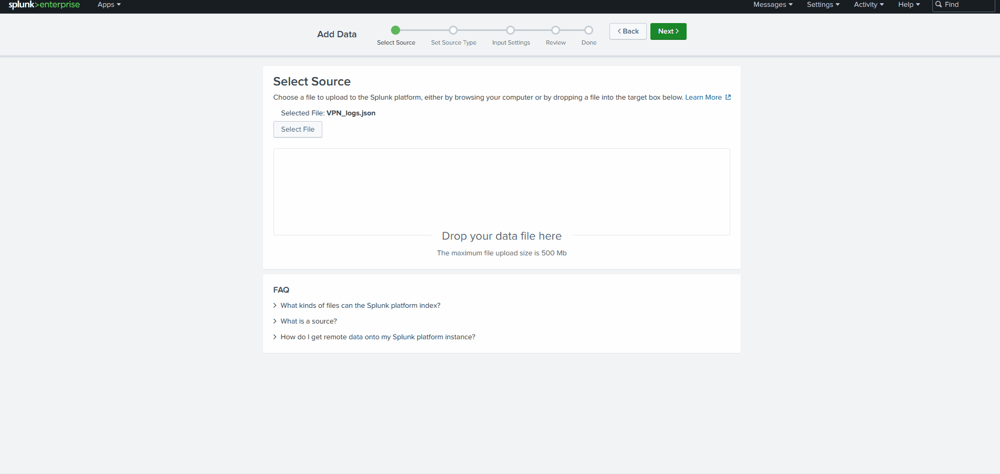 splunk>enterprise Apps Messages Settings Activity Help Find
Add Data
Select Source Set Source Type Input Settings Review Done
< Back Next >
Select Source
Choose a file to upload to the Splunk platform, either by browsing your computer or by dropping a file into the target box below. Learn More
Selected File: VPN_logs.json
Select File
Drop your data file here
The maximum file upload size is 500 Mb
FAQ
> What kinds of files can the Splunk platform index?
> What is a source?
> How do I get remote data onto my Splunk platform instance?